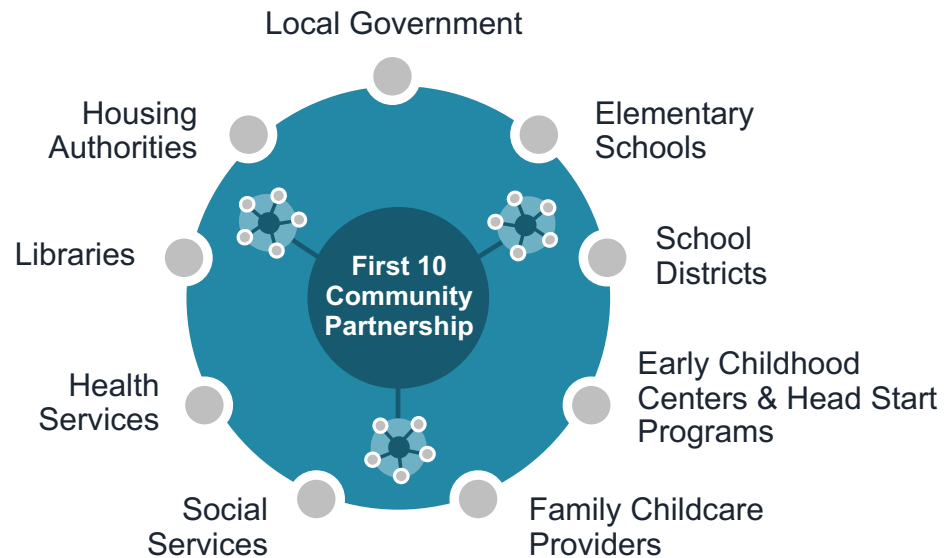 Local Government
Housing
Authorities
Elementary
Schools
Libraries
First 10
Community
Partnership
School
Districts
Health
Services
Early Childhood
Centers & Head Start
Programs
Social
Services
Family Childcare
Providers